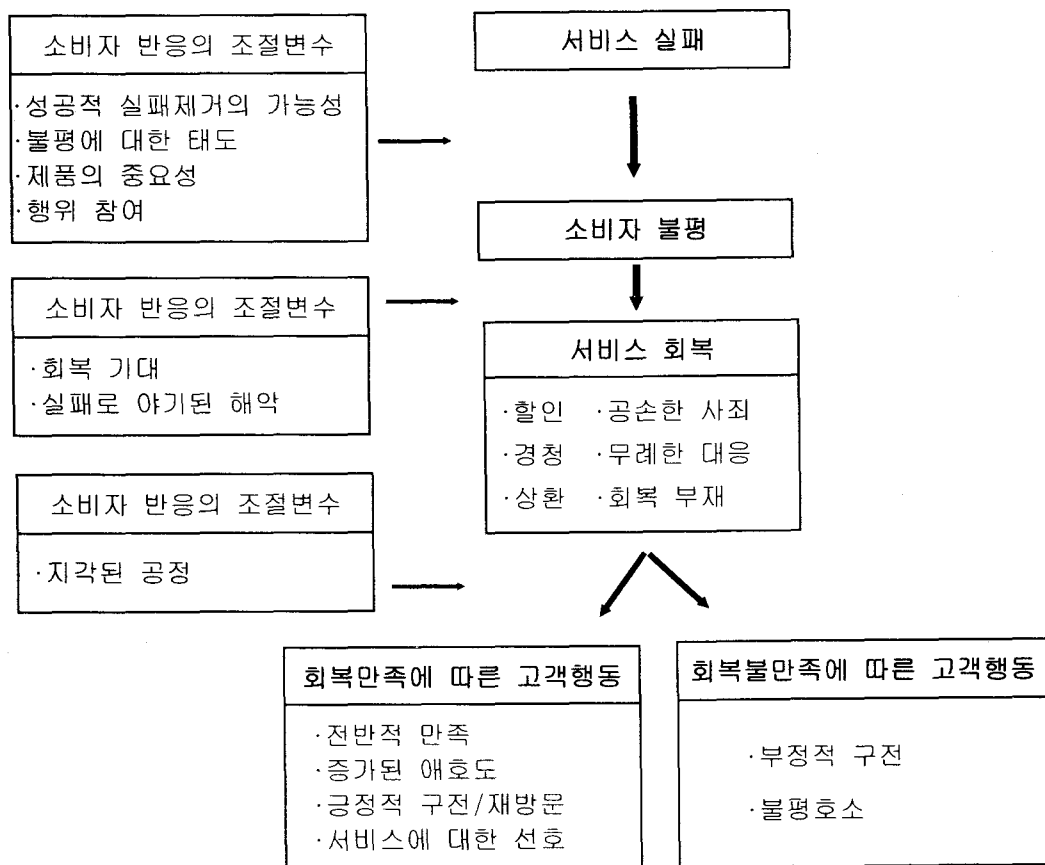 소비자 반응의 조절변수
·성공적 실패제거의 가능성
·불평에 대한 태도
·제품의 중요성
·행위 참여
서비스 실패
소비자 불평
소비자 반응의 조절변수
·회복 기대
·실패로 야기된 해악
서비스 회복
·할인 ·공손한 사죄
·경청 ·무례한 대응
·상환 ·회복 부재
소비자 반응의 조절변수
·지각된 공정
회복만족에 따른 고객행동
·전반적 만족
·증가된 애호도
·긍정적 구전/재방문
·서비스에 대한 선호
회복불만족에 따른 고객행동
·부정적 구전
·불평호소